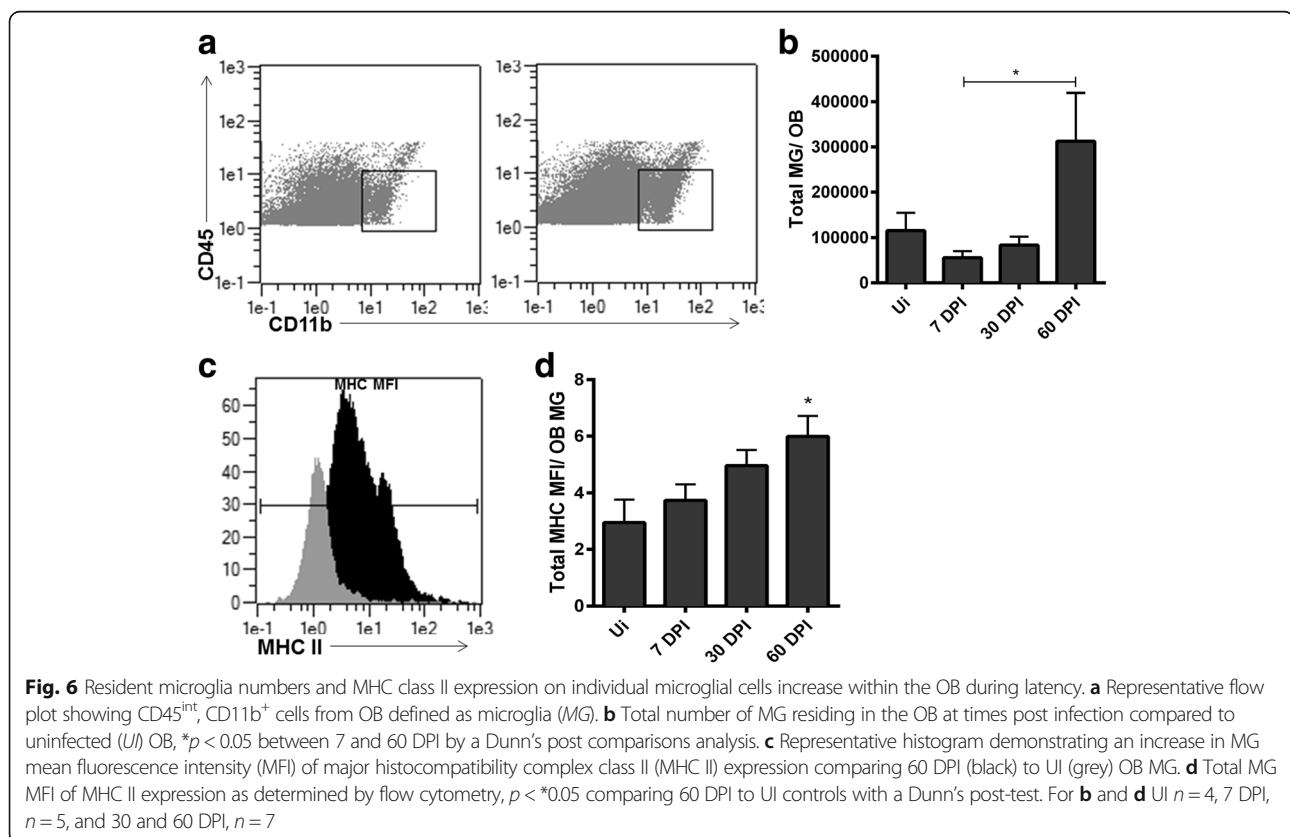 a
b
1e3
1e2
1e1
1e0
1e-1
CD45
1e-1 1e0 1e1 1e2 1e3
1e-1 1e0 1e1 1e2 1e3
CD11b
1e3
1e2
1e1
1e0
1e-1
500000
400000
300000
200000
100000
0
Total MG/ OB
*
Ui
7 DPI
30 DPI
60 DPI
c
d
MHC MFI
60
50
40
30
20
10
0
1e-1 1e0 1e1 1e2 1e3
MHC II
8
6
4
2
0
Total MHC MFI/ OB MG
*
Ui
7 DPI
30 DPI
60 DPI
Fig. 6 Resident microglia numbers and MHC class II expression on individual microglial cells increase within the OB during latency. a Representative flow
plot showing CD45int, CD11b+ cells from OB defined as microglia (MG). b Total number of MG residing in the OB at times post infection compared to
uninfected (UI) OB, *p < 0.05 between 7 and 60 DPI by a Dunn's post comparisons analysis. c Representative histogram demonstrating an increase in MG
mean fluorescence intensity (MFI) of major histocompatibility complex class II (MHC II) expression comparing 60 DPI (black) to UI (grey) OB MG. d Total MG
MFI of MHC II expression as determined by flow cytometry, p < *0.05 comparing 60 DPI to UI controls with a Dunn's post-test. For b and d UI n = 4, 7 DPI,
n = 5, and 30 and 60 DPI, n = 7